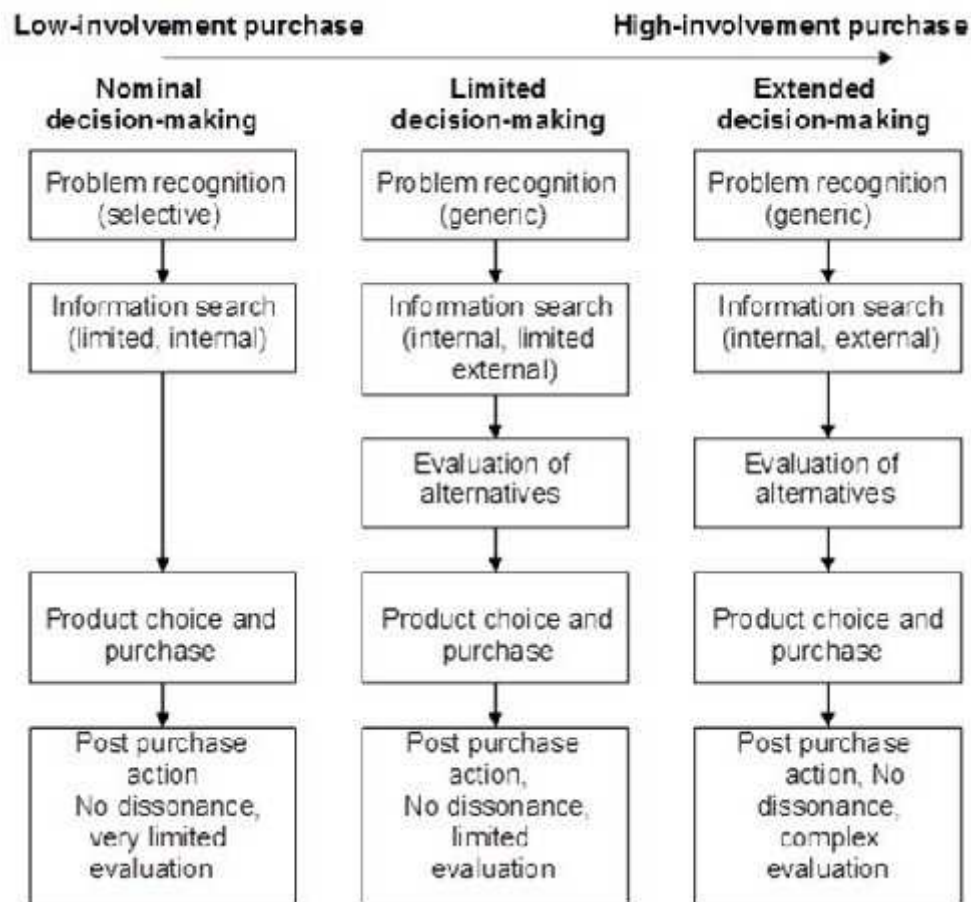 Low-involvement purchase
High-involvement purchase
Nominal
decision-making
Limited
decision-making
Extended
decision-making
Problem recognition
(selective)
Problem recognition
(generic)
Problem recognition
(generic)
Information search
(limited, internal)
Information search
(internal, limited
external)
Information search
(internal, external)
Evaluation of
alternatives
Evaluation of
alternatives
Product choice and
purchase
Product choice and
purchase
Product choice and
purchase
Post purchase
action
No dissonance,
very limited
evaluation
Post purchase
action,
No dissonance,
limited
evaluation
Post purchase
action, No
dissonance,
complex
evaluation